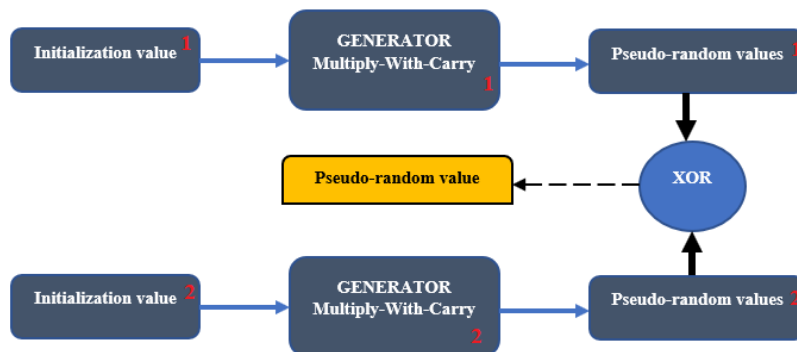 Initialization value 1
GENERATOR
Multiply-With-Carry
1
Pseudo-random values 1
Pseudo-random value
XOR
Initialization value 2
GENERATOR
Multiply-With-Carry
2
Pseudo-random values 2